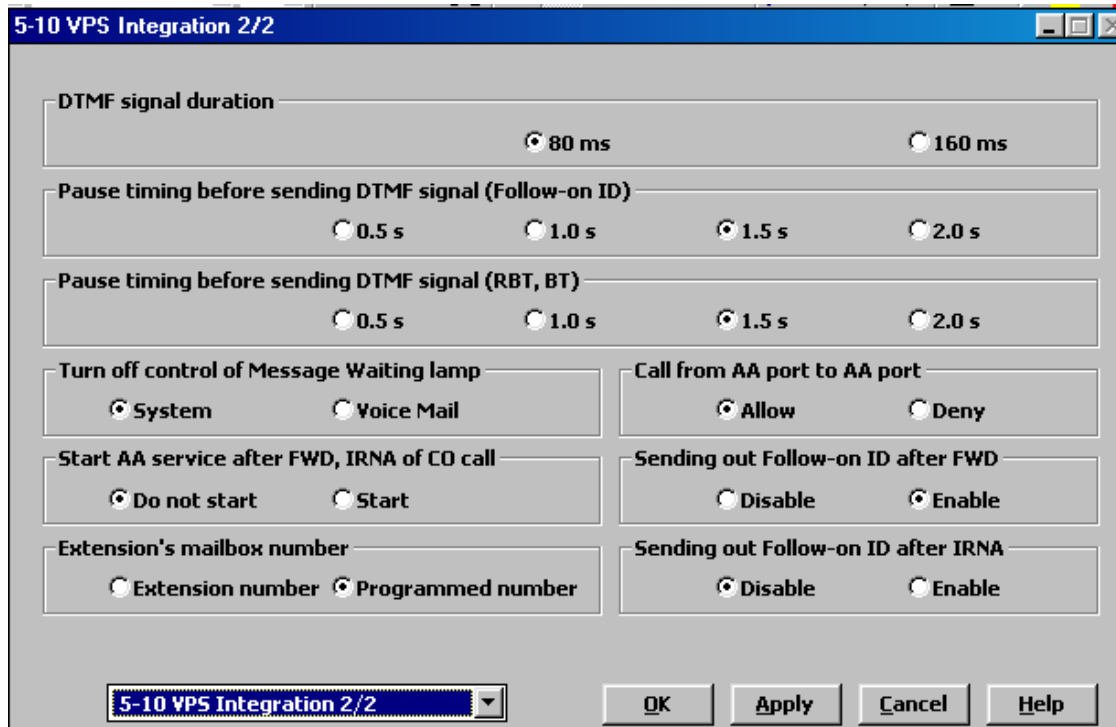 5-10 VPS Integration 2/2
DTMF signal duration
80 ms 160 ms
Pause timing before sending DTMF signal (Follow-on ID)
0.5 s 1.0 s 1.5 s 2.0 s
Pause timing before sending DTMF signal (RBT, BT)
0.5 s 1.0 s 1.5 s 2.0 s
Turn off control of Message Waiting lamp
System Voice Mail
Call from AA port to AA port
Allow Deny
Start AA service after FWD, IRNA of CO call
Do not start Start
Sending out Follow-on ID after FWD
Disable Enable
Extension's mailbox number
Extension number Programmed number
Sending out Follow-on ID after IRNA
Disable Enable
5-10 VPS Integration 2/2
OK Apply Cancel Help